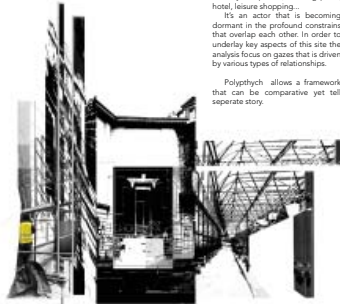 hotel, leisure shopping...
It's an actor that is becoming
dormant in the profound constrains
that overlap each other. In order to
underlay key aspects of this site the
analysis focus on gazes that is driven
by various types of relationships.
Polypthych allows a framework
that can be comparative yet tell
seperate story.